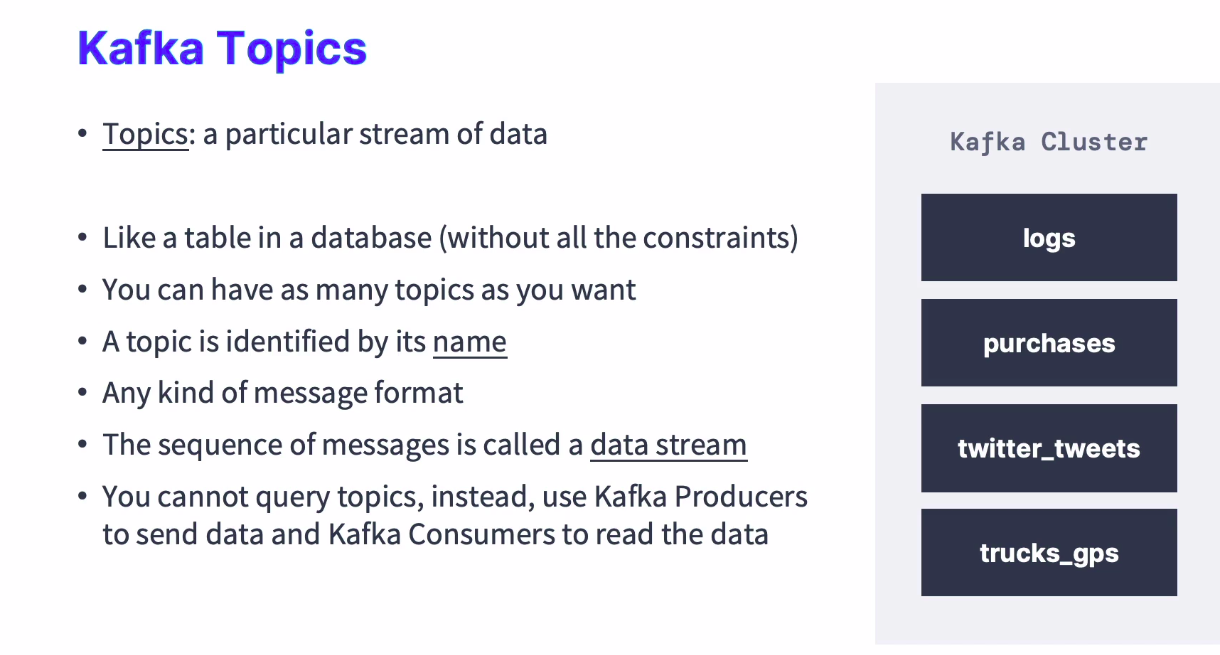 Kafka Topics
• Topics: a particular stream of data
• Like a table in a database (without all the constraints)
• You can have as many topics as you want
• A topic is identified by its name
• Any kind of message format
• The sequence of messages is called a data stream
• You cannot query topics, instead, use Kafka Producers
to send data and Kafka Consumers to read the data
Kafka Cluster
logs
purchases
twitter_tweets
trucks_gps